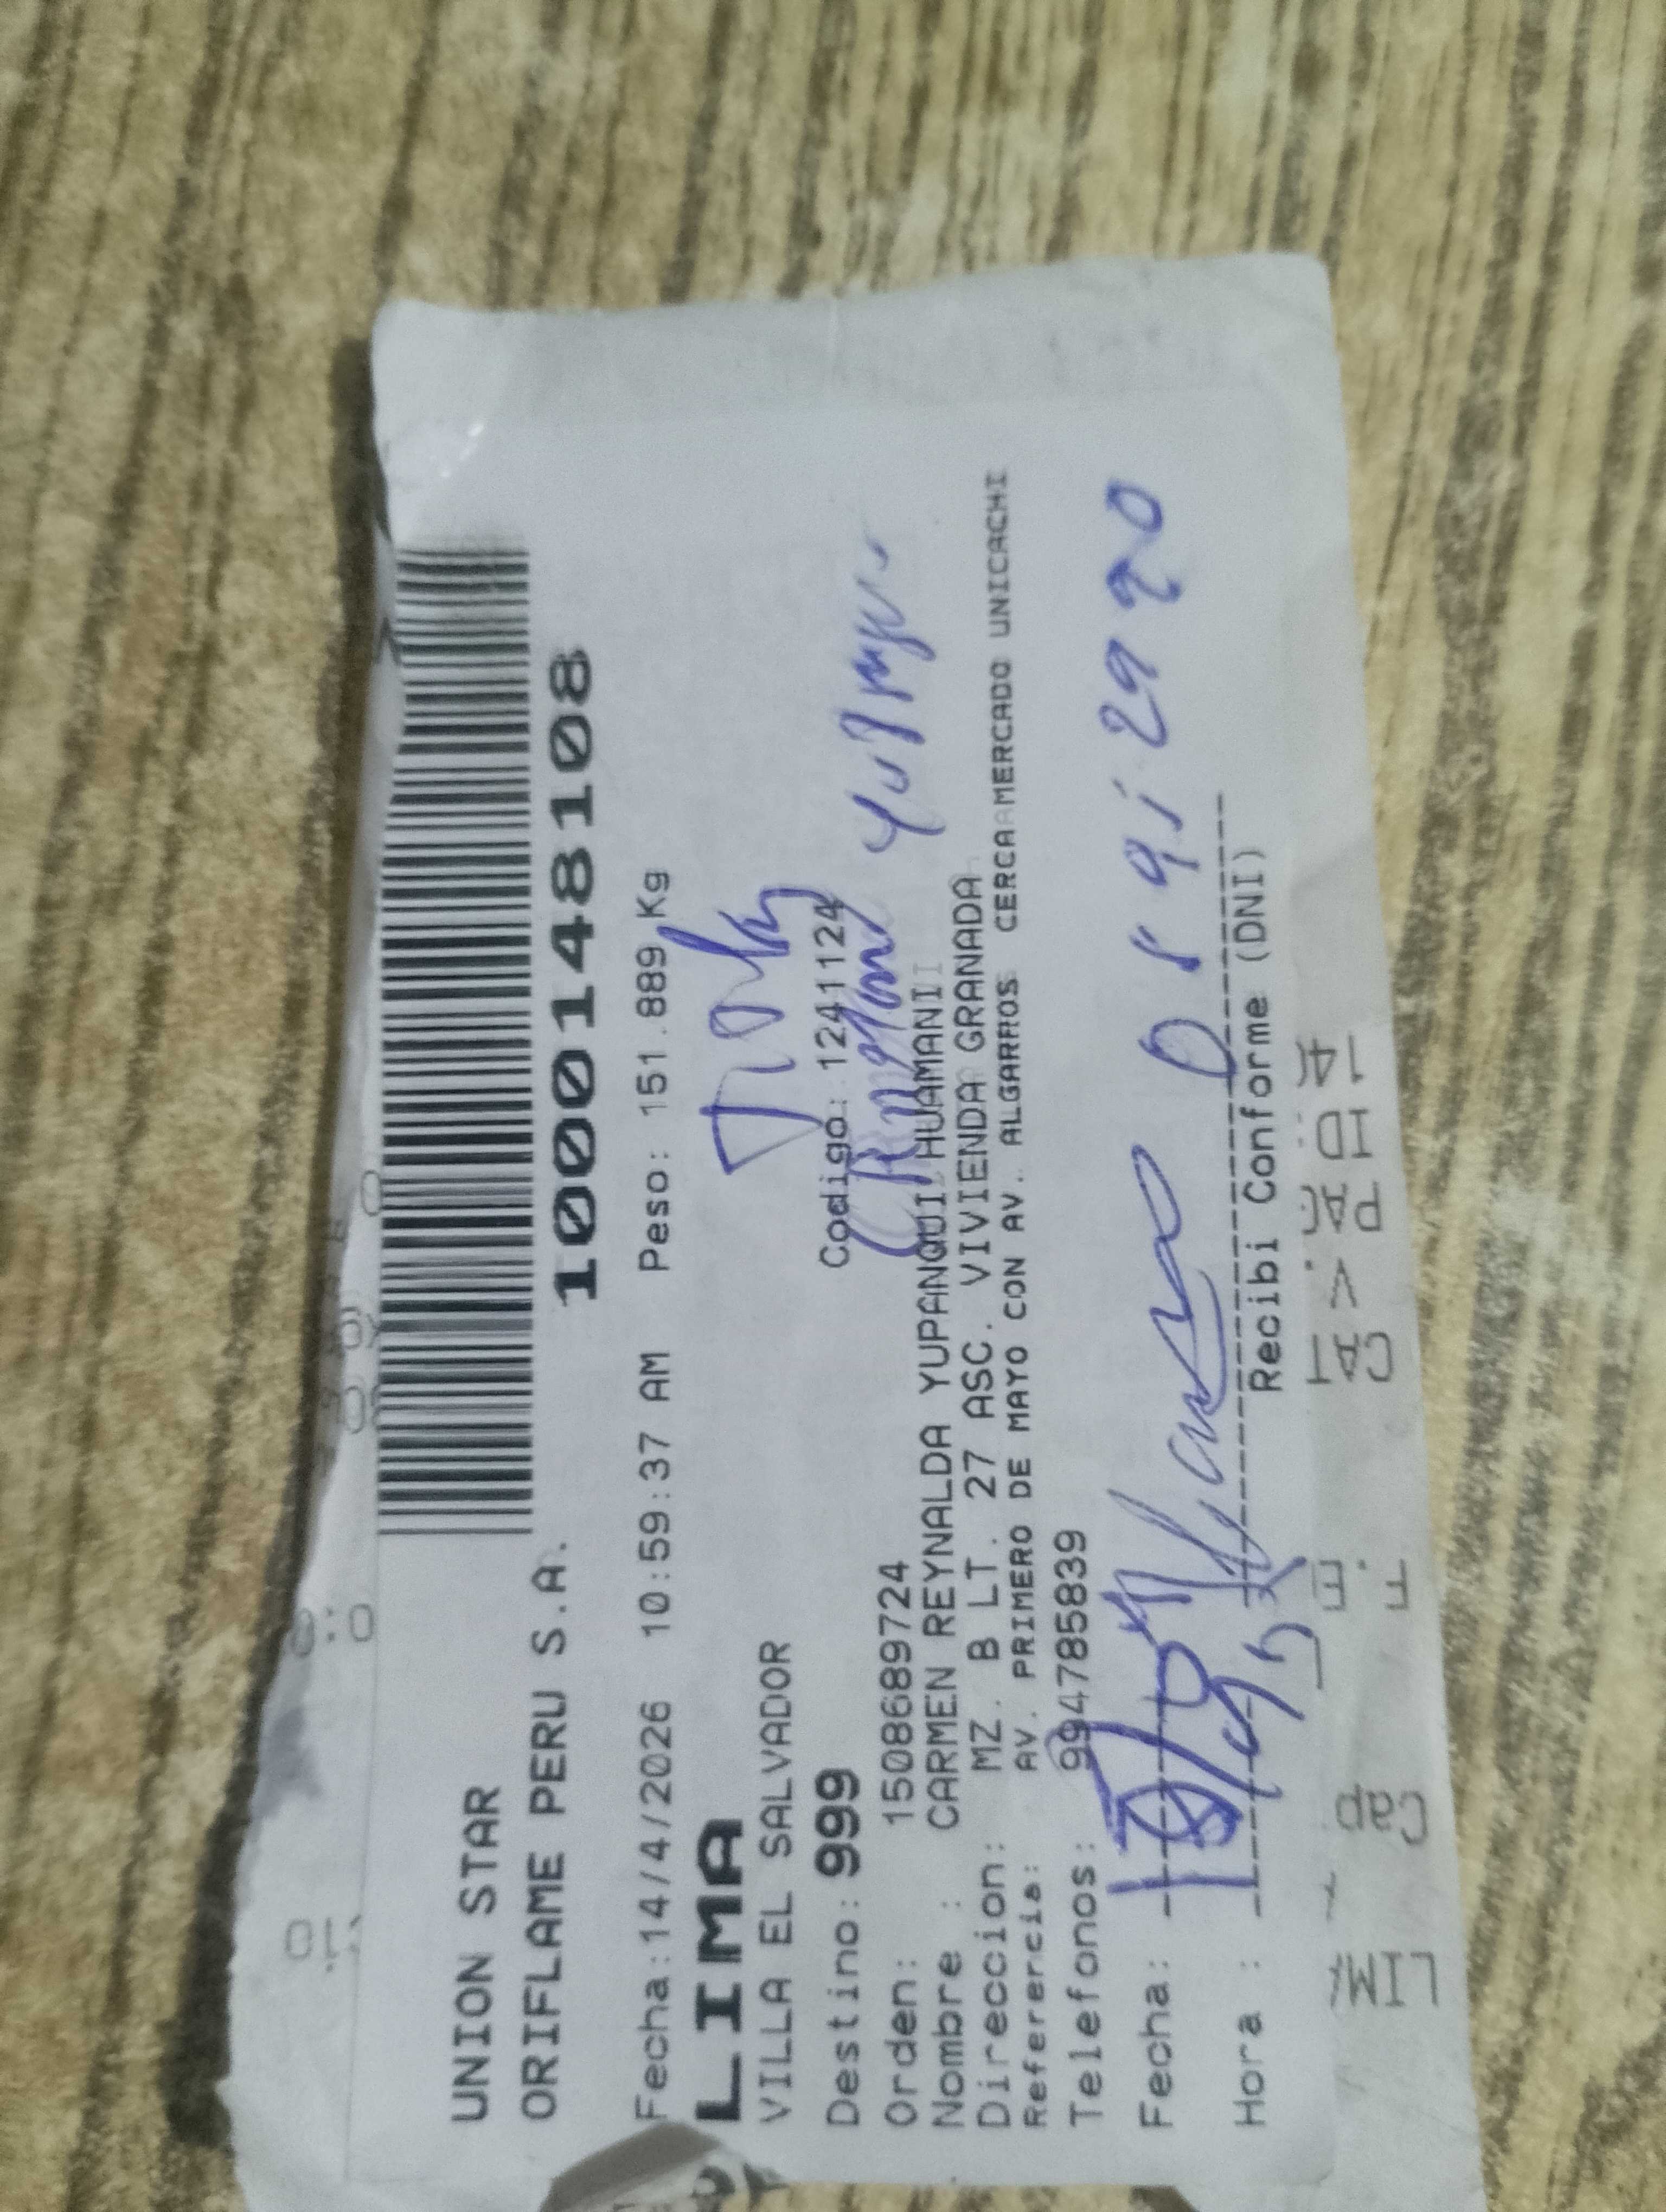 UNION STAR
ORIFLAME PERU S.A.
10001481108
Fecha:14/4/2026 10:59:37 AM Peso: 151.889 Kg
LIMA
VILLA EL SALVADOR
Destino: 999 Codigo: 1241124
Orden: 1508689724
Nombre : CARMEN REYNALDA YUPANQUI HUAMANI
Direccion: MZ. B LT. 27 ASC. VIVIENDA GRANADA
Referencia: AV. PRIMERO DE MAYO CON AV. ALGARROS CERCA MERCADO UNICACHI
Telefonos: 994785839
Fecha:
Hora :
Recibi Conforme (DNI)